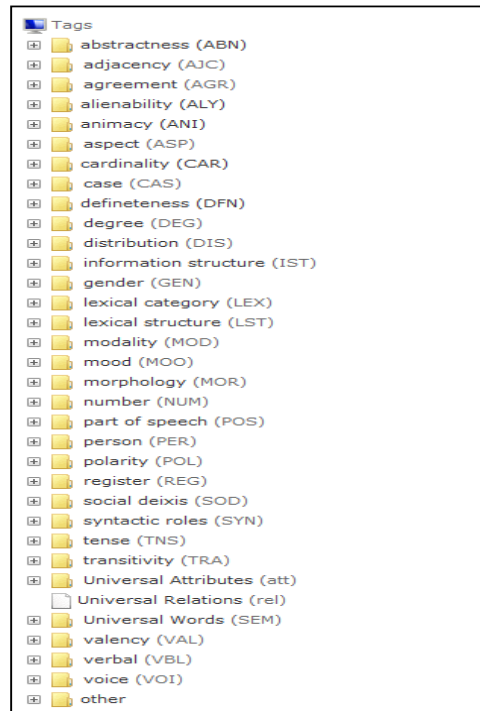 Tags
abstractness (ABN)
adjacency (AJC)
agreement (AGR)
alienability (ALY)
animacy (ANI)
aspect (ASP)
cardinality (CAR)
case (CAS)
defineteness (DFN)
degree (DEG)
distribution (DIS)
information structure (IST)
gender (GEN)
lexical category (LEX)
lexical structure (LST)
modality (MOD)
mood (MOO)
morphology (MOR)
number (NUM)
part of speech (POS)
person (PER)
polarity (POL)
register (REG)
social deixis (SOD)
syntactic roles (SYN)
tense (TNS)
transitivity (TRA)
Universal Attributes (att)
Universal Relations (rel)
Universal Words (SEM)
valency (VAL)
verbal (VBL)
voice (VOI)
other